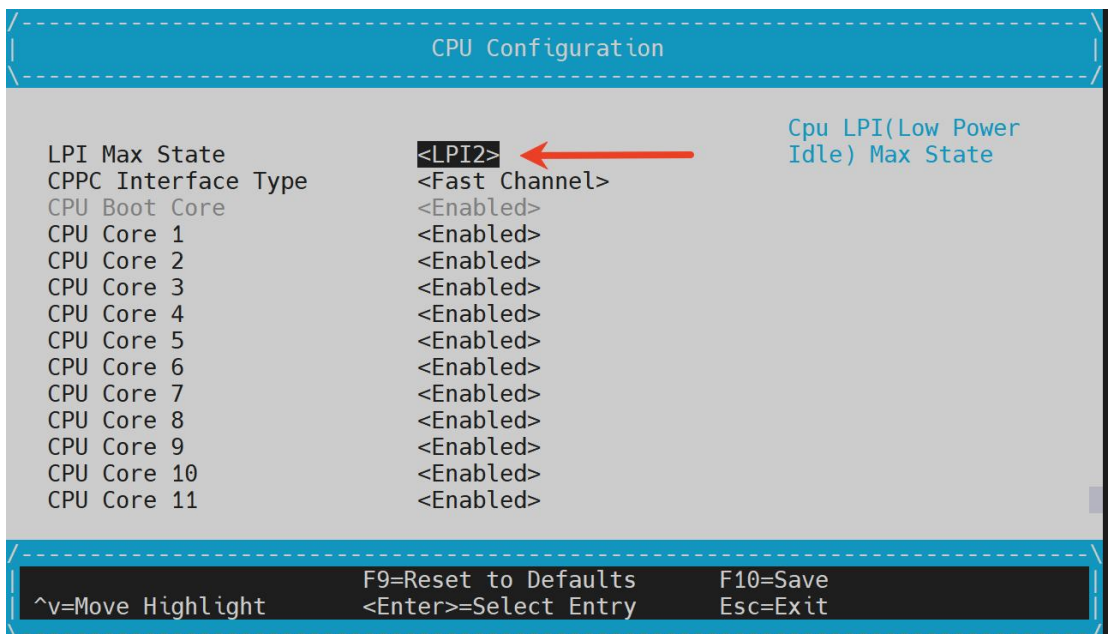 CPU Configuration
Cpu LPI(Low Power
Idle) Max State
LPI Max State <LPI2>
CPPC Interface Type <Fast Channel>
CPU Boot Core <Enabled>
CPU Core 1 <Enabled>
CPU Core 2 <Enabled>
CPU Core 3 <Enabled>
CPU Core 4 <Enabled>
CPU Core 5 <Enabled>
CPU Core 6 <Enabled>
CPU Core 7 <Enabled>
CPU Core 8 <Enabled>
CPU Core 9 <Enabled>
CPU Core 10 <Enabled>
CPU Core 11 <Enabled>
F9=Reset to Defaults F10=Save
^v=Move Highlight <Enter>=Select Entry Esc=Exit